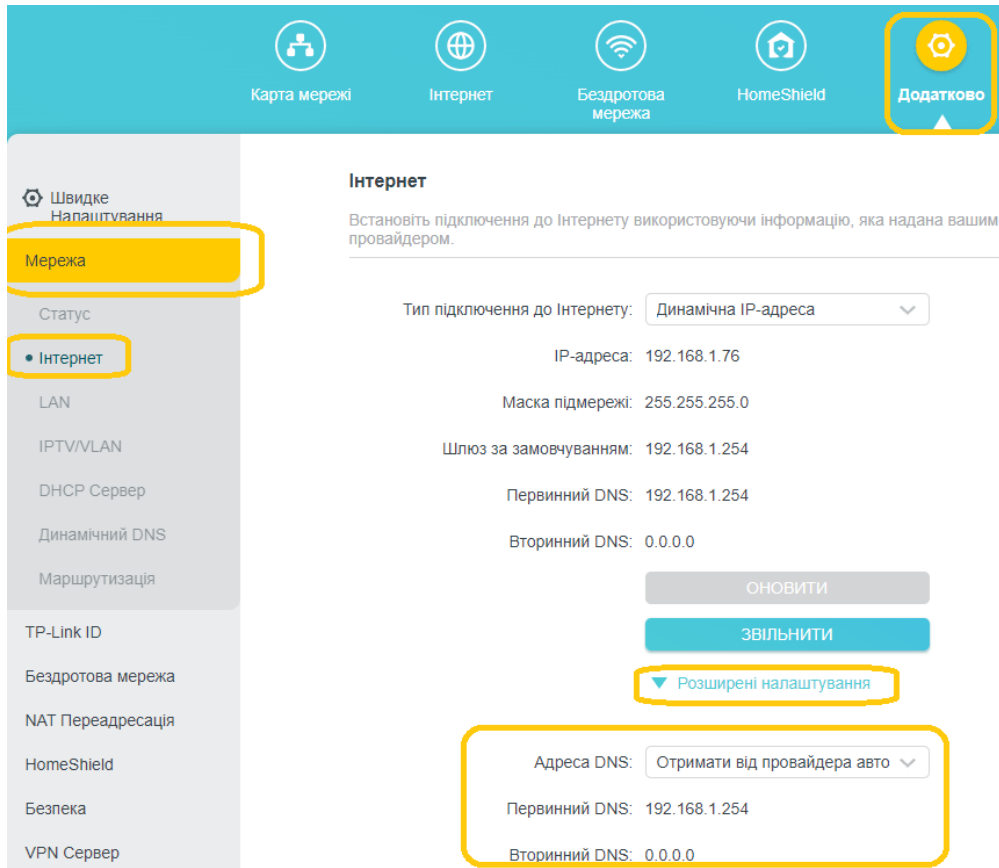 Карта мережі
Інтернет
Бездротова
мережа
HomeShield
Додатково
Швидке
Налаштування
Мережа
Статус
Інтернет
LAN
IPTV/VLAN
DHCP Сервер
Динамічний DNS
Маршрутизація
TP-Link ID
Бездротова мережа
NAT Переадресація
HomeShield
Безпека
VPN Сервер
Інтернет
Встановіть підключення до Інтернету використовуючи інформацію, яка надана вашим
провайдером.
Тип підключення до Інтернету: Динамічна IP-адреса
IP-адреса: 192.168.1.76
Маска підмережі: 255.255.255.0
Шлюз за замовчуванням: 192.168.1.254
Первинний DNS: 192.168.1.254
Вторинний DNS: 0.0.0.0
ОНОВИТИ
ЗВІЛЬНИТИ
Розширені налаштування
Адреса DNS: Отримати від провайдера авто
Первинний DNS: 192.168.1.254
Вторинний DNS: 0.0.0.0